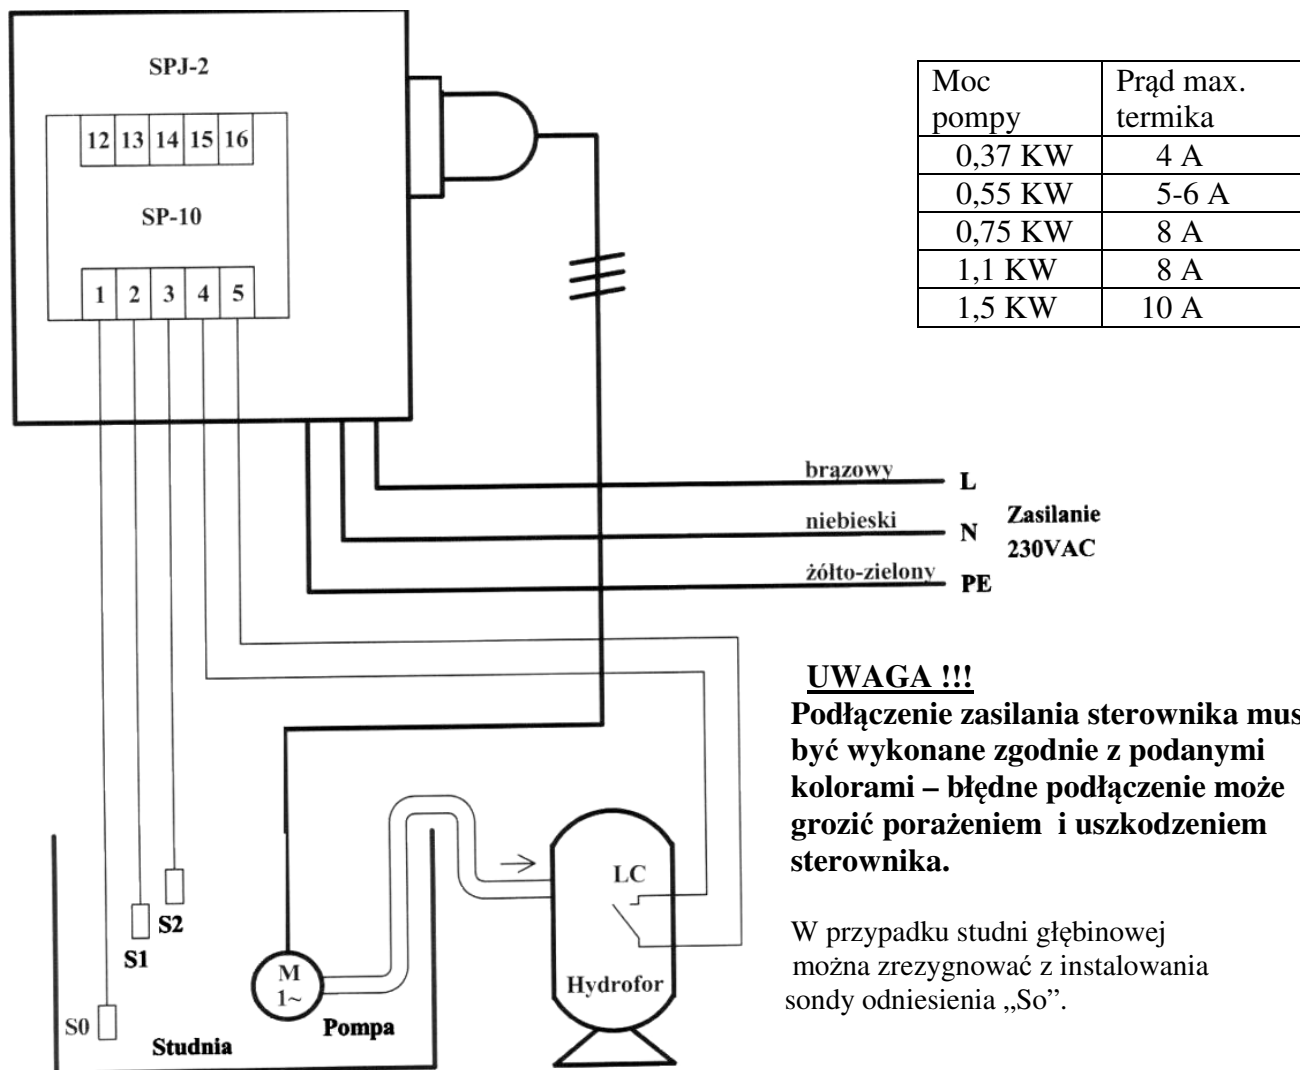 SPJ-2
12 13 14 15 16
SP-10
1 2 3 4 5
Moc pompy Prąd max. termika
0,37 KW 4 A
0,55 KW 5-6 A
0,75 KW 8 A
1,1 KW 8 A
1,5 KW 10 A
brązowy L
niebieski N
żółto-zielony PE
Zasilanie
230VAC
UWAGA !!!
Podłączenie zasilania sterownika mus
być wykonane zgodnie z podanymi
kolorami – błędne podłączenie może
grozić porażeniem i uszkodzeniem
sterownika.
W przypadku studni głębinowej
można zrezygnować z instalowania
sondy odniesienia „So”.
LC
Hydrofor
S2
S1
S0
M
1~
Pompa
Studnia